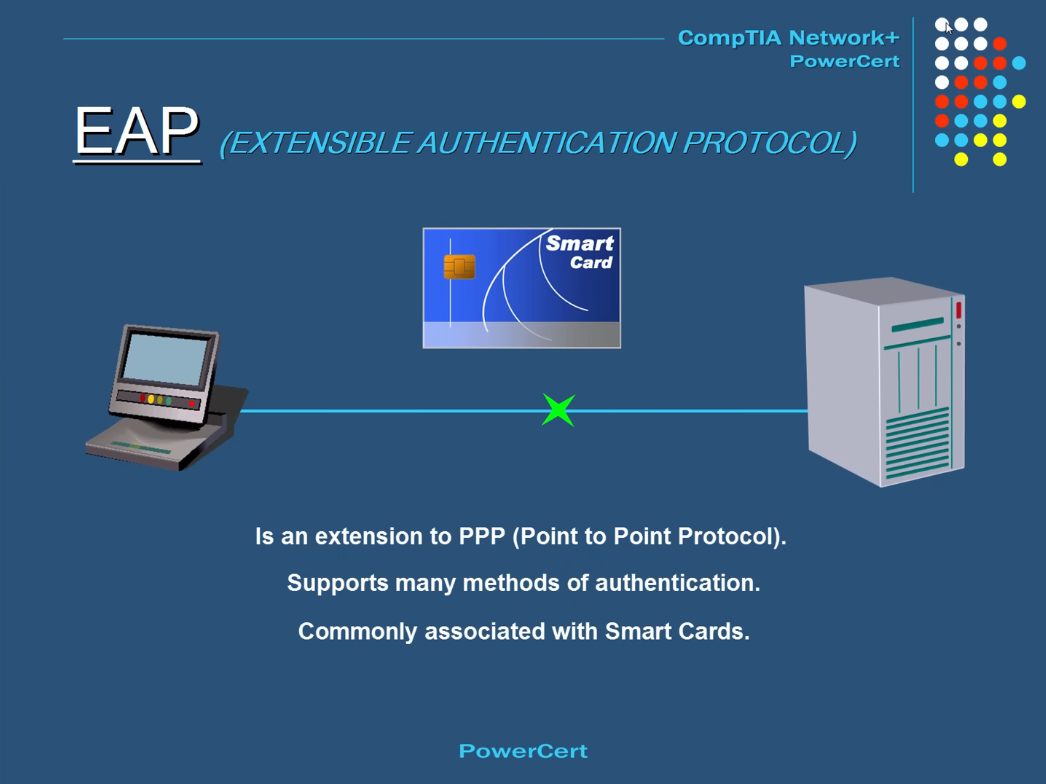 CompTIA Network+
PowerCert
EAP (EXTENSIBLE AUTHENTICATION PROTOCOL)
Smart
Card
Is an extension to PPP (Point to Point Protocol).
Supports many methods of authentication.
Commonly associated with Smart Cards.
PowerCert